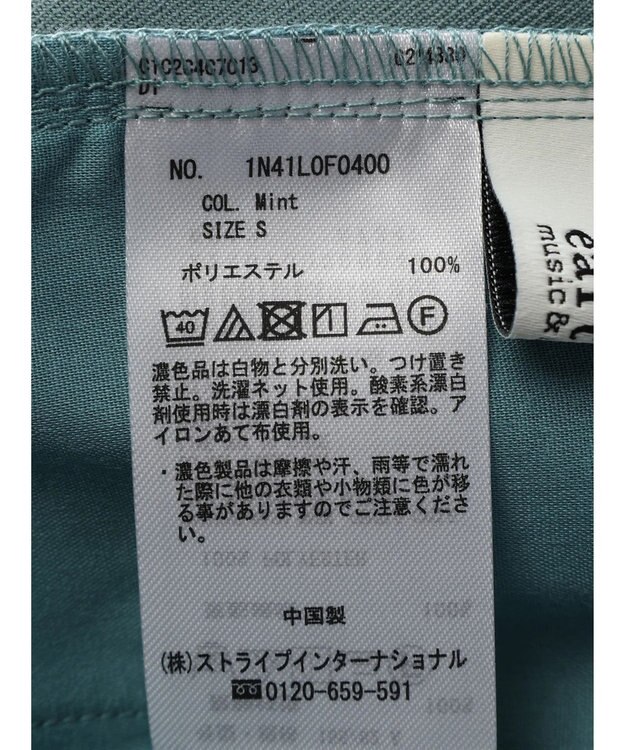 NO. 1N41L0F0400
COL. Mint
SIZE S
ポリエステル 100%
40
F
濃色品は白物と分別洗い。つけ置き
禁止。洗濯ネット使用。酸素系漂白
剤使用時は漂白剤の表示を確認。ア
イロンあて布使用。
・濃色製品は摩擦や汗、雨等で濡れ
た際に他の衣類や小物類に色が移
る事がありますのでご注意くださ
い。
中国製
(株)ストライプインターナショナル
0120-659-591
music &